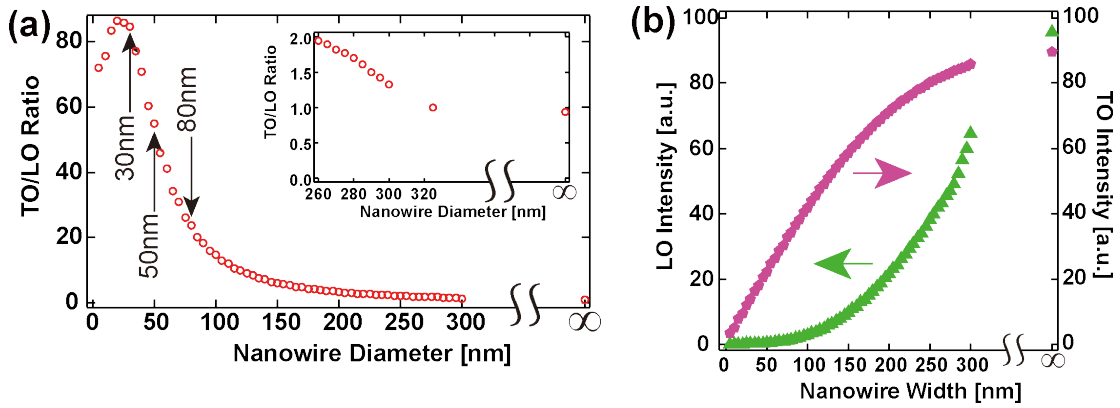 (a)
TO/LO Ratio
80
60
40
20
0
30nm
50nm
80nm
0 50 100 150 200 250 300 ∞
Nanowire Diameter [nm]
TO/LO Ratio
2.0
1.5
1.0
0.5
0.0
260 280 300 320 ∞
Nanowire Diameter [nm]
(b)
LO Intensity [a.u.]
100
80
60
40
20
0
0 50 100 150 200 250 300 ∞
Nanowire Width [nm]
100
80
60
40
20
0
TO Intensity
[a.u.]